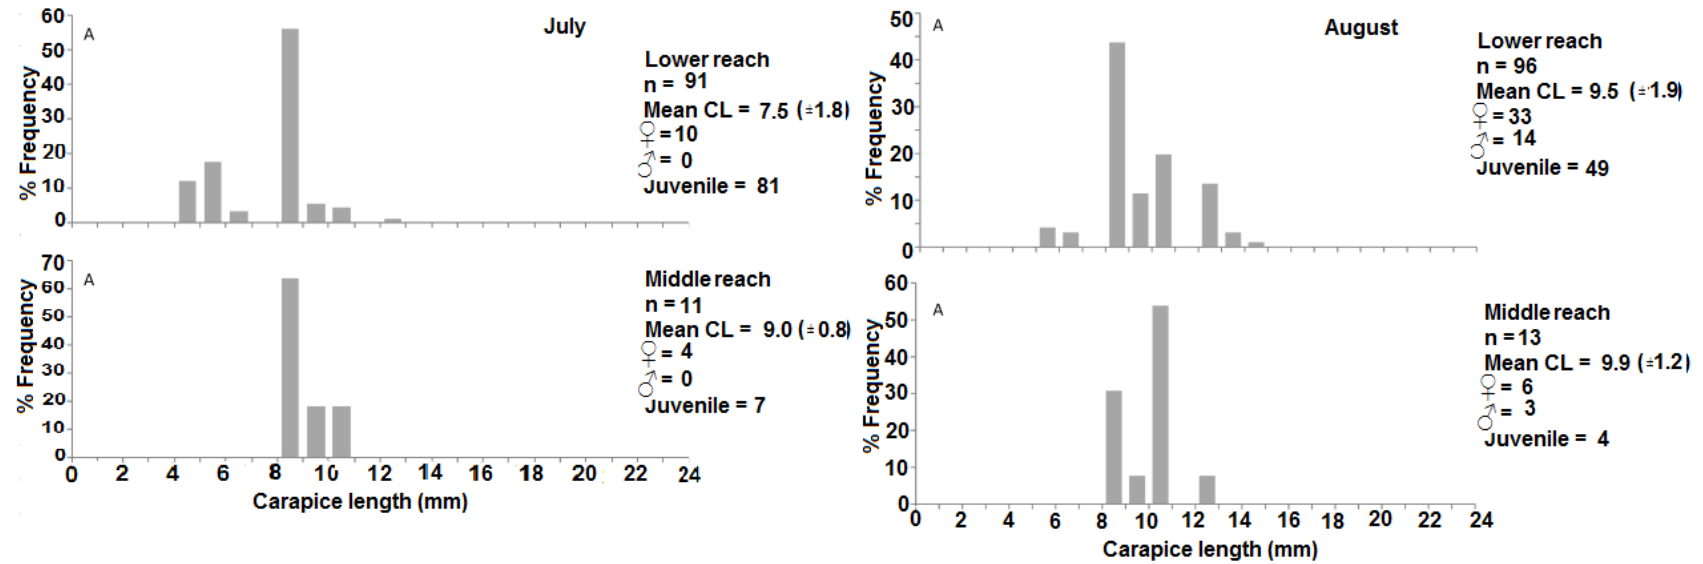 60
50
40
30
20
10
0
% Frequency
A
July
Lower reach
n = 91
Mean CL = 7.5 (±1.8)
♀ = 10
♂ = 0
Juvenile = 81
70
60
50
40
30
20
10
0
% Frequency
A
Middle reach
n = 11
Mean CL = 9.0 (±0.8)
♀ = 4
♂ = 0
Juvenile = 7
0 2 4 6 8 10 12 14 16 18 20 22 24
Carapice length (mm)
50
40
30
20
10
0
% Frequency
A
August
Lower reach
n = 96
Mean CL = 9.5 (±1.9)
♀ = 33
♂ = 14
Juvenile = 49
60
50
40
30
20
10
0
% Frequency
A
Middle reach
n = 13
Mean CL = 9.9 (±1.2)
♀ = 6
♂ = 3
Juvenile = 4
0 2 4 6 8 10 12 14 16 18 20 22 24
Carapice length (mm)